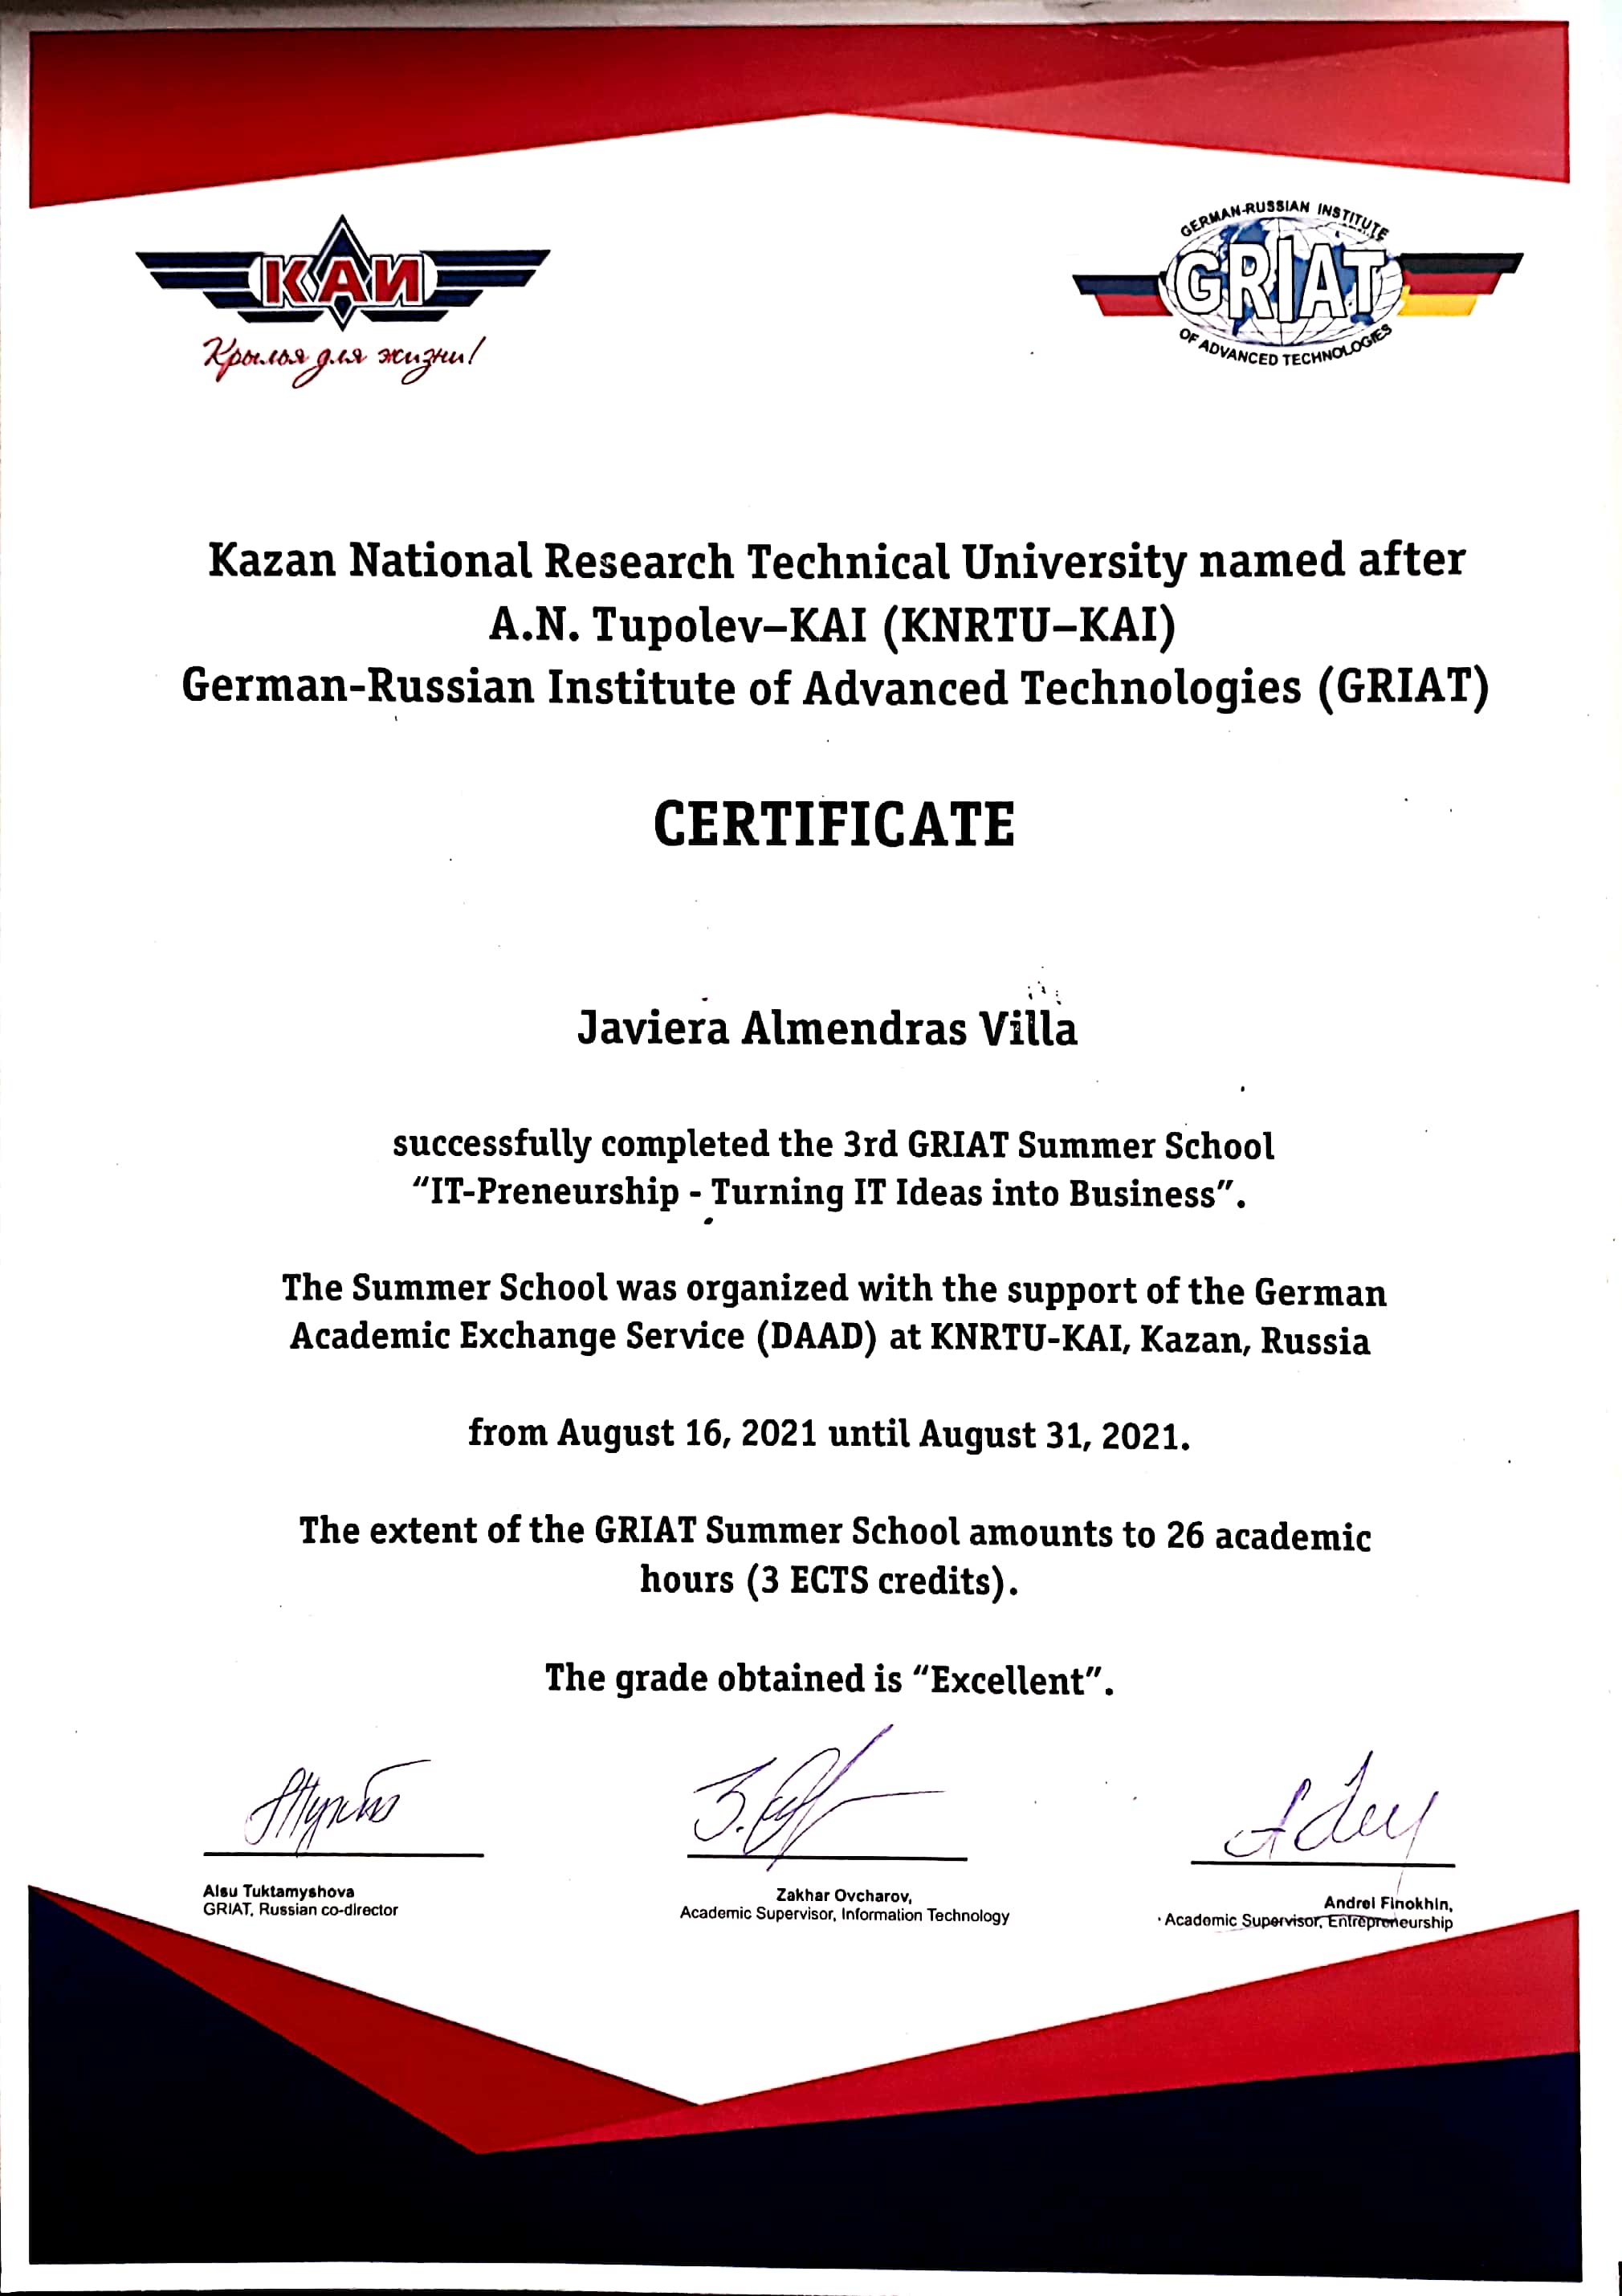 КАИ
Крылья для жизни!
GERMAN-RUSSIAN INSTITUTE
GRIAT
OF ADVANCED TECHNOLOGIES
Kazan National Research Technical University named after
A.N. Tupolev–KAI (KNRTU–KAI)
German-Russian Institute of Advanced Technologies (GRIAT)
CERTIFICATE
Javiera Almendras Villa
successfully completed the 3rd GRIAT Summer School
“IT-Preneurship - Turning IT Ideas into Business”.
The Summer School was organized with the support of the German
Academic Exchange Service (DAAD) at KNRTU-KAI, Kazan, Russia
from August 16, 2021 until August 31, 2021.
The extent of the GRIAT Summer School amounts to 26 academic
hours (3 ECTS credits).
The grade obtained is “Excellent”.
Alsu Tuktamyshova
GRIAT, Russian co-director
Zakhar Ovcharov,
Academic Supervisor, Information Technology
Andrei Finokhin,
Academic Supervisor, Entrepreneurship